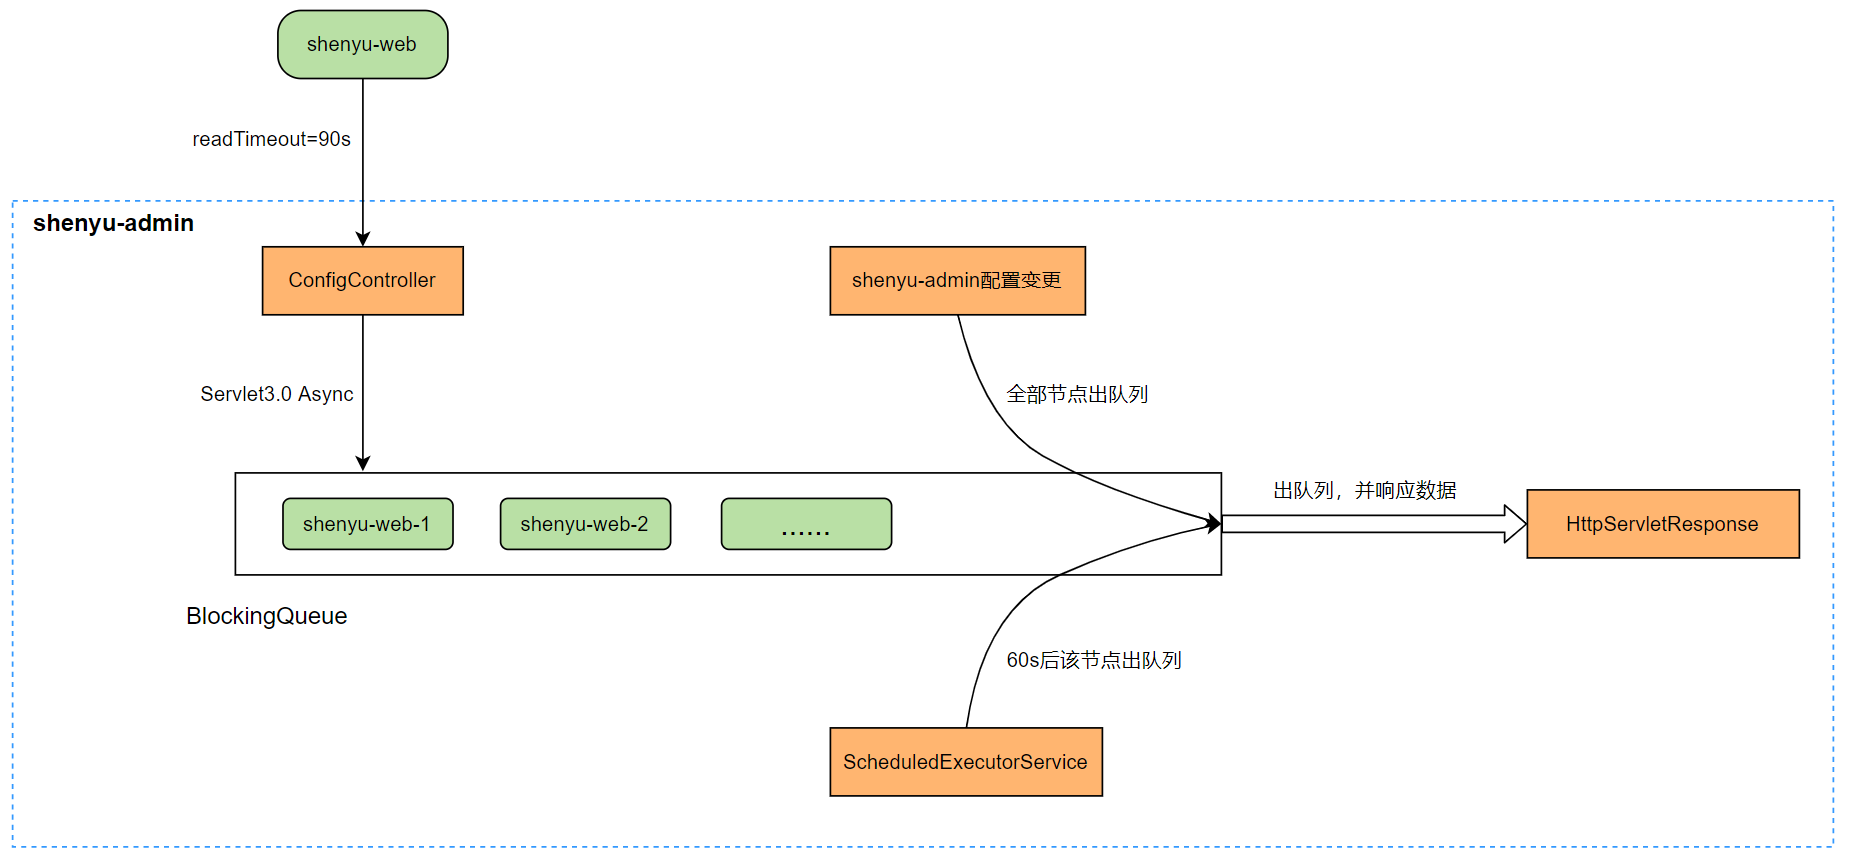 shenyu-web
readTimeout=90s
shenyu-admin
ConfigController
shenyu-admin配置变更
Servlet3.0 Async
全部节点出队列
出队列，并响应数据
shenyu-web-1
shenyu-web-2
......
HttpServletResponse
BlockingQueue
60s后该节点出队列
ScheduledExecutorService